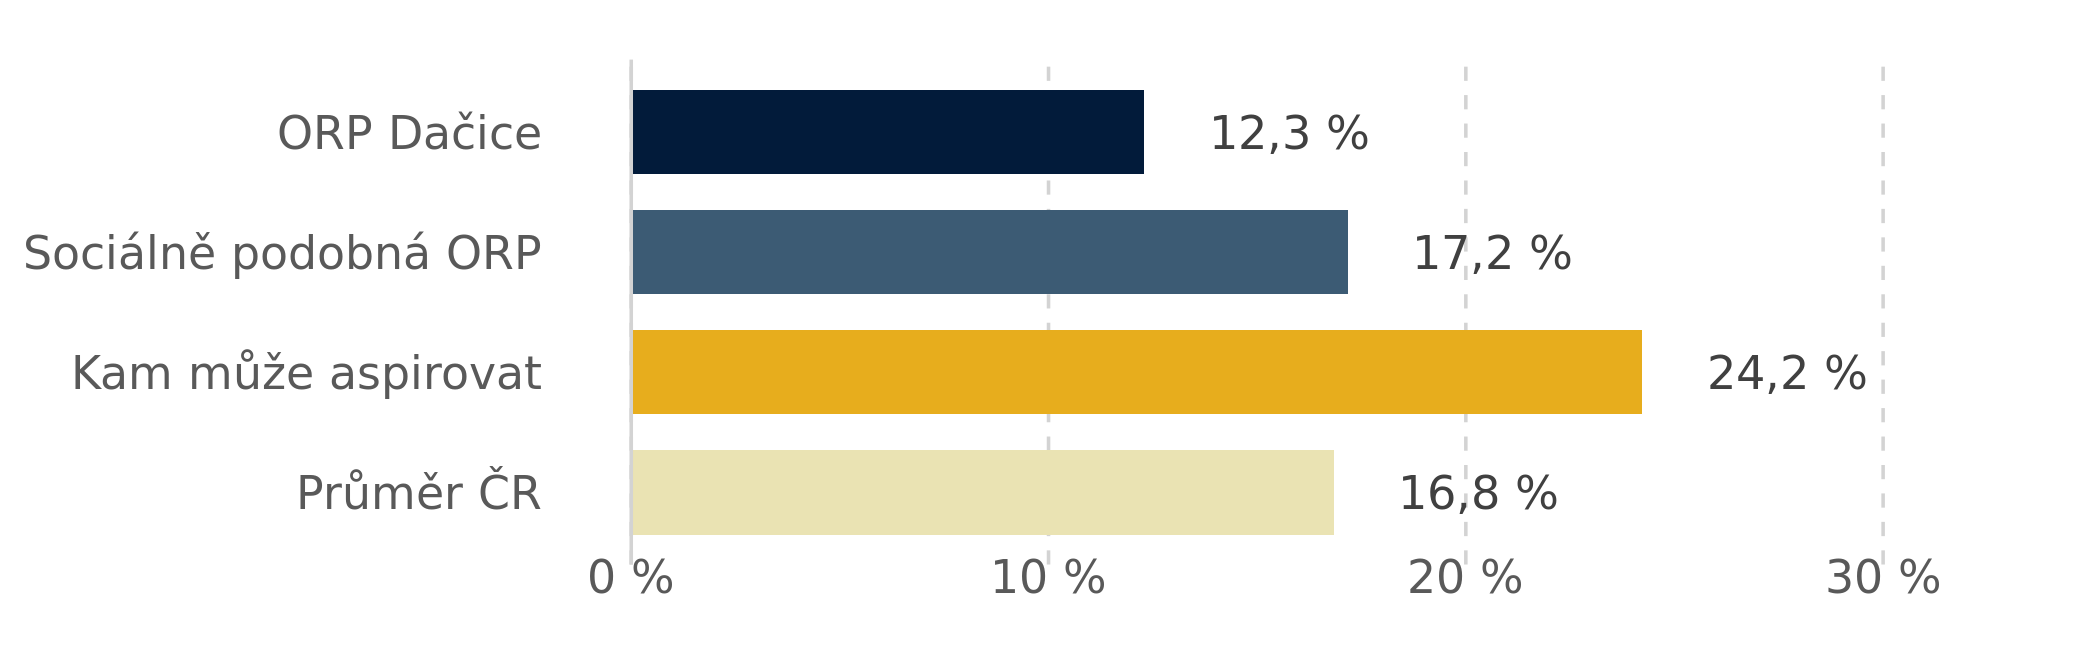 ORP Dačice 12,3 %
Sociálně podobná ORP 17,2 %
Kam může aspirovat 24,2 %
Průměr ČR 16,8 %
0 % 10 % 20 % 30 %